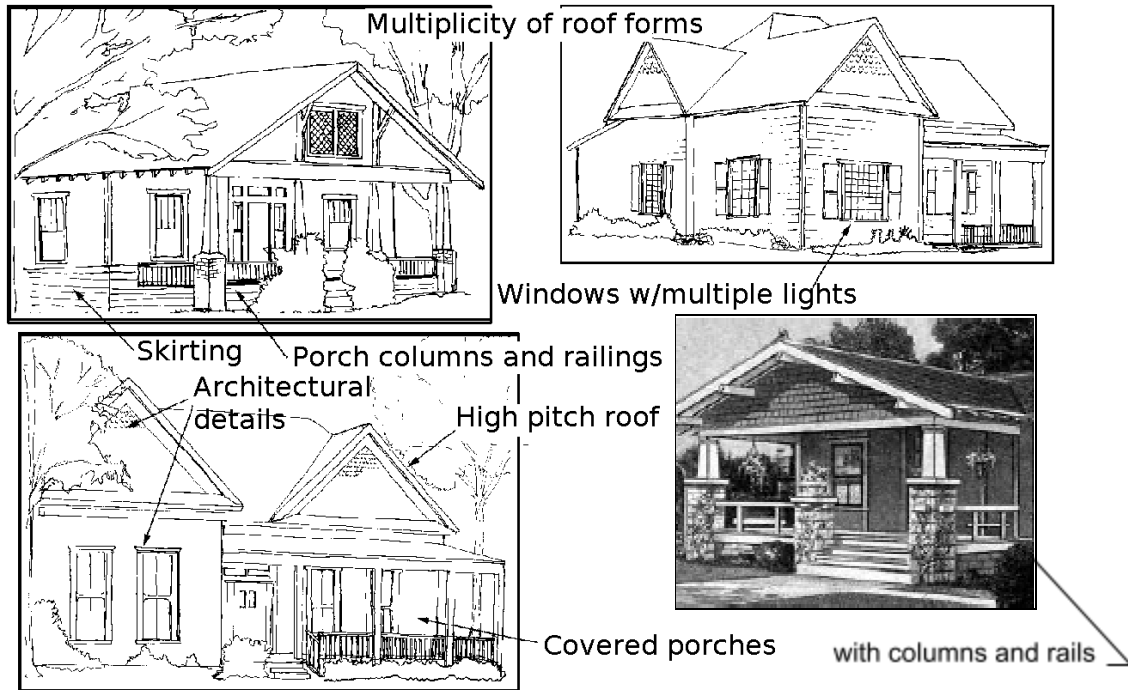 Multiplicity of roof forms
Windows w/multiple lights
Skirting
Porch columns and railings
Architectural
details
High pitch roof
Covered porches
with columns and rails